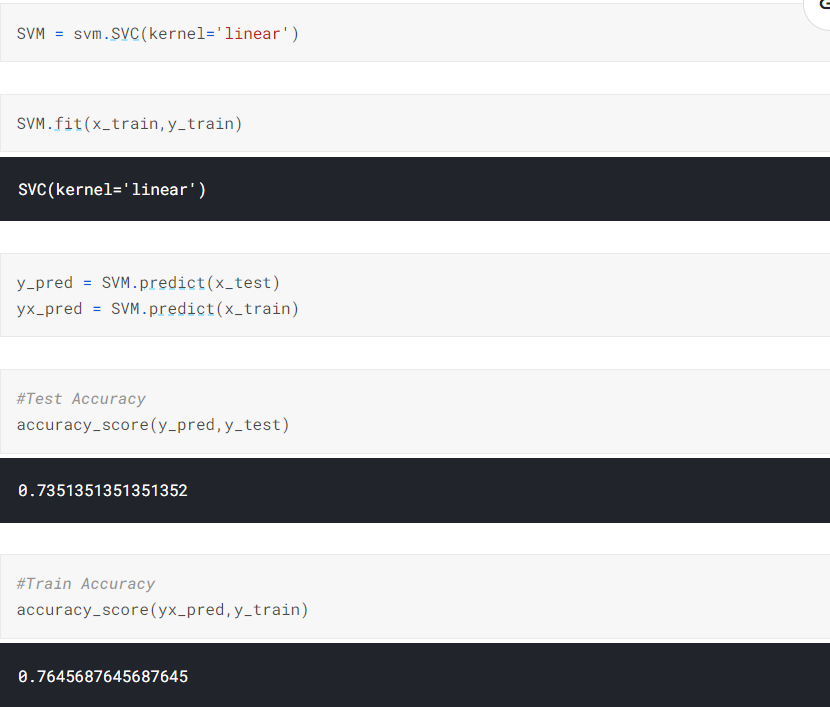 SVM = svm.SVC(kernel='linear')
SVM.fit(x_train,y_train)
SVC(kernel='linear')
y_pred = SVM.predict(x_test)
yx_pred = SVM.predict(x_train)
#Test Accuracy
accuracy_score(y_pred,y_test)
0.7351351351351352
#Train Accuracy
accuracy_score(yx_pred,y_train)
0.7645687645687645